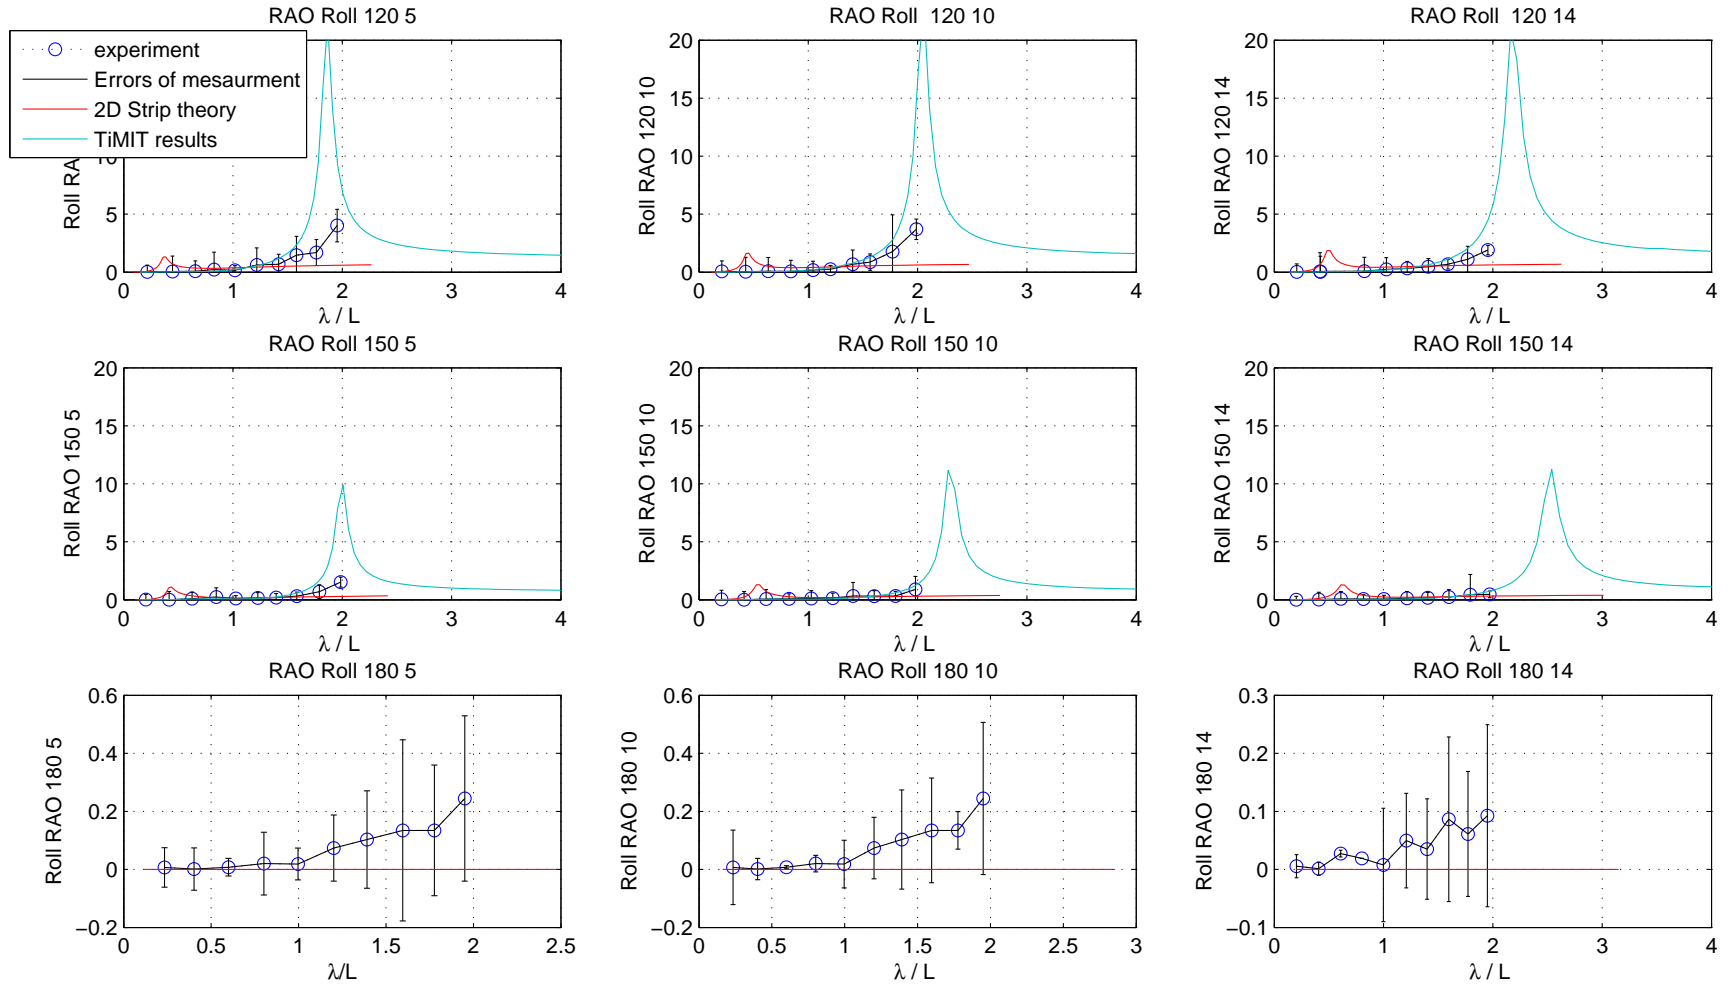 RAO Roll 120 5
RAO Roll 120 10
RAO Roll 120 14
experiment
Errors of mesaurment
2D Strip theory
TiMIT results
Roll RA
10
5
0
0 1 2 3 4
λ / L
Roll RAO 120 10
20
15
10
5
0
0 1 2 3 4
λ / L
Roll RAO 120 14
20
15
10
5
0
0 1 2 3 4
λ / L
RAO Roll 150 5
RAO Roll 150 10
RAO Roll 150 14
Roll RAO 150 5
20
15
10
5
0
0 1 2 3 4
λ / L
Roll RAO 150 10
20
15
10
5
0
0 1 2 3 4
λ / L
Roll RAO 150 14
20
15
10
5
0
0 1 2 3 4
λ / L
RAO Roll 180 5
RAO Roll 180 10
RAO Roll 180 14
Roll RAO 180 5
0.6
0.4
0.2
0
−0.2
0 0.5 1 1.5 2 2.5
λ/L
Roll RAO 180 10
0.6
0.4
0.2
0
−0.2
0 0.5 1 1.5 2 2.5 3
λ / L
Roll RAO 180 14
0.3
0.2
0.1
0
−0.1
0 1 2 3 4
λ / L